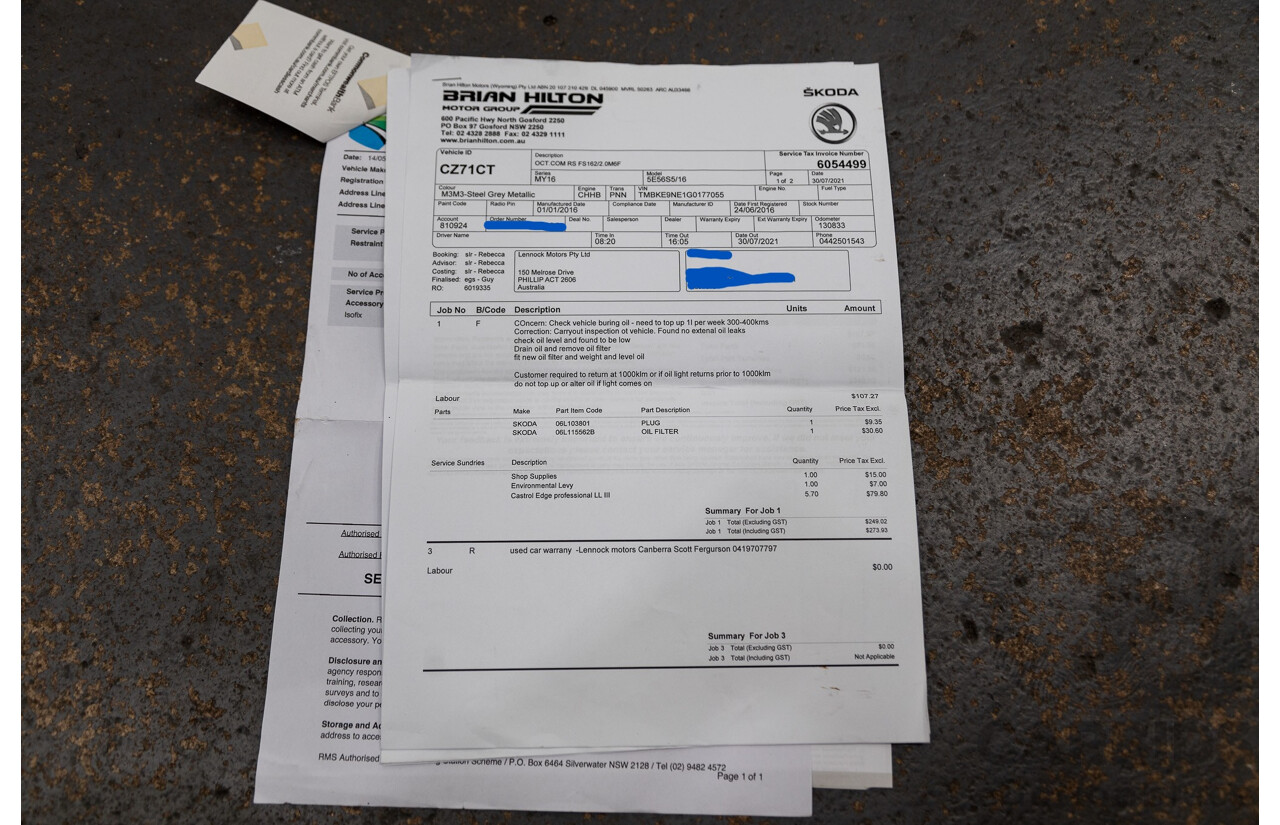 CommonwealthBank
Brian Hilton Motors (Wyoming) Pty Ltd ABN 20 107 210 429 DL 045800 MVRL 50283 ARC AU33466
BRIAN HILTON
MOTOR GROUP
600 Pacific Hwy North Gosford 2250
PO Box 97 Gosford NSW 2250
Tel: 02 4328 2888 Fax: 02 4329 1111
www.brianhilton.com.au
ŠKODA
Vehicle ID
CZ71CT
Description
OCT.COM RS FS162/2.0M6F
Service Tax Invoice Number
6054499
Series
MY16
Model
5E56S5/16
Page
1 of 2
Date
30/07/2021
Colour
M3M3-Steel Grey Metallic
Engine
CHHB
Trans
PNN
VIN
TMBKE9NE1G0177055
Engine No.
Fuel Type
Paint Code
Radio Pin
Manufactured Date
01/01/2016
Compliance Date
Manufacturer ID
Date First Registered
24/06/2016
Stock Number
Account
810924
Order Number
Deal No.
Salesperson
Dealer
Warranty Expiry
Ext Warranty Expiry
Odometer
130833
Driver Name
Time In
08:20
Time Out
16:05
Date Out
30/07/2021
Phone
0442501543
Booking: slr - Rebecca
Advisor: slr - Rebecca
Costing: slr - Rebecca
Finalised: egs - Guy
RO: 6019335
Lennock Motors Pty Ltd
150 Melrose Drive
PHILLIP ACT 2606
Australia
Job No B/Code Description Units Amount
1 F COncern: Check vehicle buring oil - need to top up 1l per week 300-400kms
Correction: Carryout inspection ot vehicle. Found no extenal oil leaks
check oil level and found to be low
Drain oil and remove oil filter
fit new oil filter and weight and level oil
Customer required to return at 1000klm or if oil light returns prior to 1000klm
do not top up or alter oil if light comes on
Labour $107.27
Parts Make Part Item Code Part Description Quantity Price Tax Excl.
SKODA 06L103801 PLUG 1 $9.35
SKODA 06L115562B OIL FILTER 1 $30.60
Service Sundries Description Quantity Price Tax Excl.
Shop Supplies 1.00 $15.00
Environmental Levy 1.00 $7.00
Castrol Edge professional LL III 5.70 $79.80
Summary For Job 1
Job 1 Total (Excluding GST) $249.02
Job 1 Total (Including GST) $273.93
3 R used car warrany -Lennock motors Canberra Scott Fergurson 0419707797
Labour $0.00
Summary For Job 3
Job 3 Total (Excluding GST) $0.00
Job 3 Total (Including GST) Not Applicable
Date: 14/05
Vehicle Make
Registration
Address Line
Address Line
Service P
Restraint
No of Acc
Service Pr
Accessory
Isofix
Authorised
Authorised
SE
Collection. R
collecting you
accessory. Yo
Disclosure an
agency respon
training, resear
surveys and to
disclose your pe
Storage and Ac
address to acce
RMS Authorised
Station Scheme / P.O. Box 6464 Silverwater NSW 2128 / Tel (02) 9482 4572
Page 1 of 1